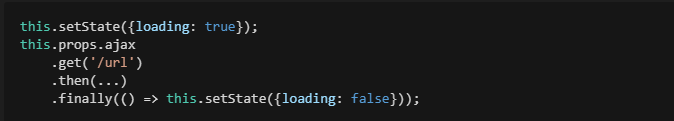 this.setState({loading: true});
this.props.ajax
    .get('/url')
    .then(...)
    .finally(() => this.setState({loading: false}));